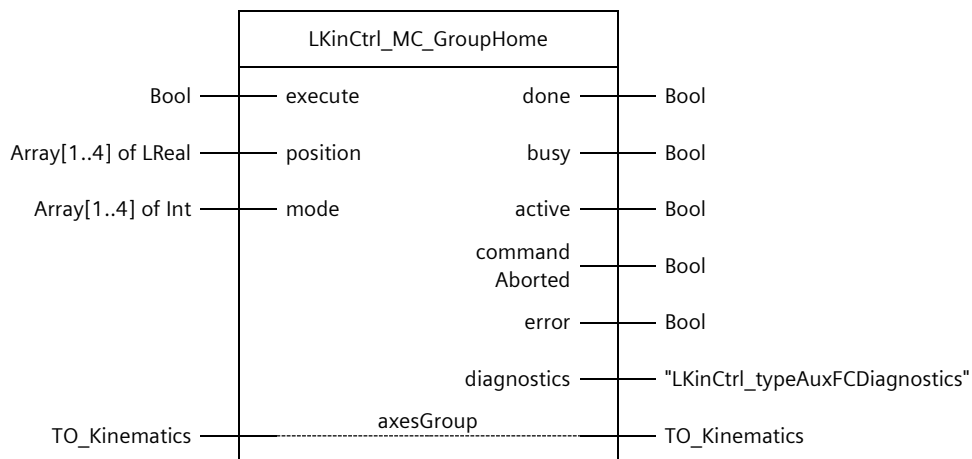 LKinCtrl_MC_GroupHome
Bool execute done Bool
Array[1..4] of LReal position busy Bool
Array[1..4] of Int mode active Bool
command
Aborted Bool
error Bool
diagnostics "LKinCtrl_typeAuxFCDiagnostics"
TO_Kinematics axesGroup TO_Kinematics